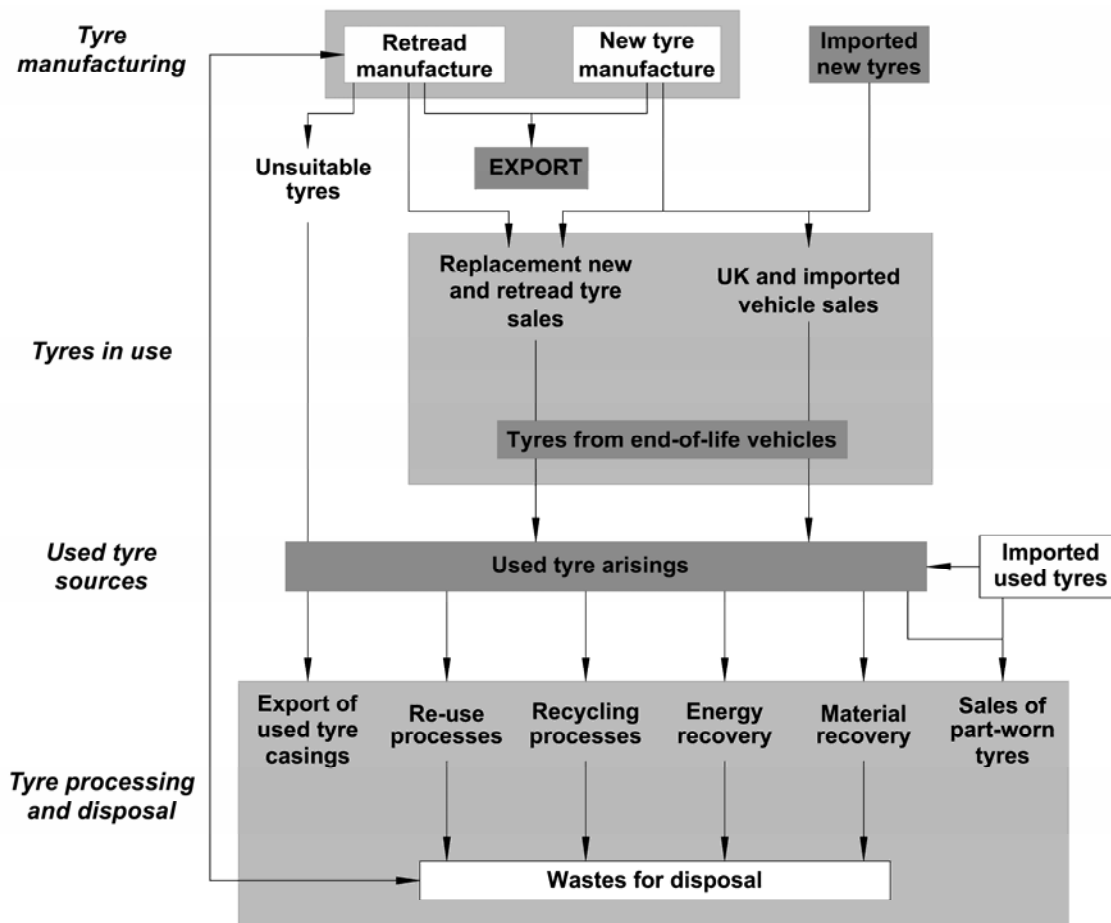 Tyre
manufacturing
Retread
manufacture
New tyre
manufacture
Imported
new tyres
Unsuitable
tyres
EXPORT
Replacement new
and retread tyre
sales
UK and imported
vehicle sales
Tyres in use
Tyres from end-of-life vehicles
Used tyre
sources
Used tyre arisings
Imported
used tyres
Export of
used tyre
casings
Re-use
processes
Recycling
processes
Energy
recovery
Material
recovery
Sales of
part-worn
tyres
Tyre processing
and disposal
Wastes for disposal